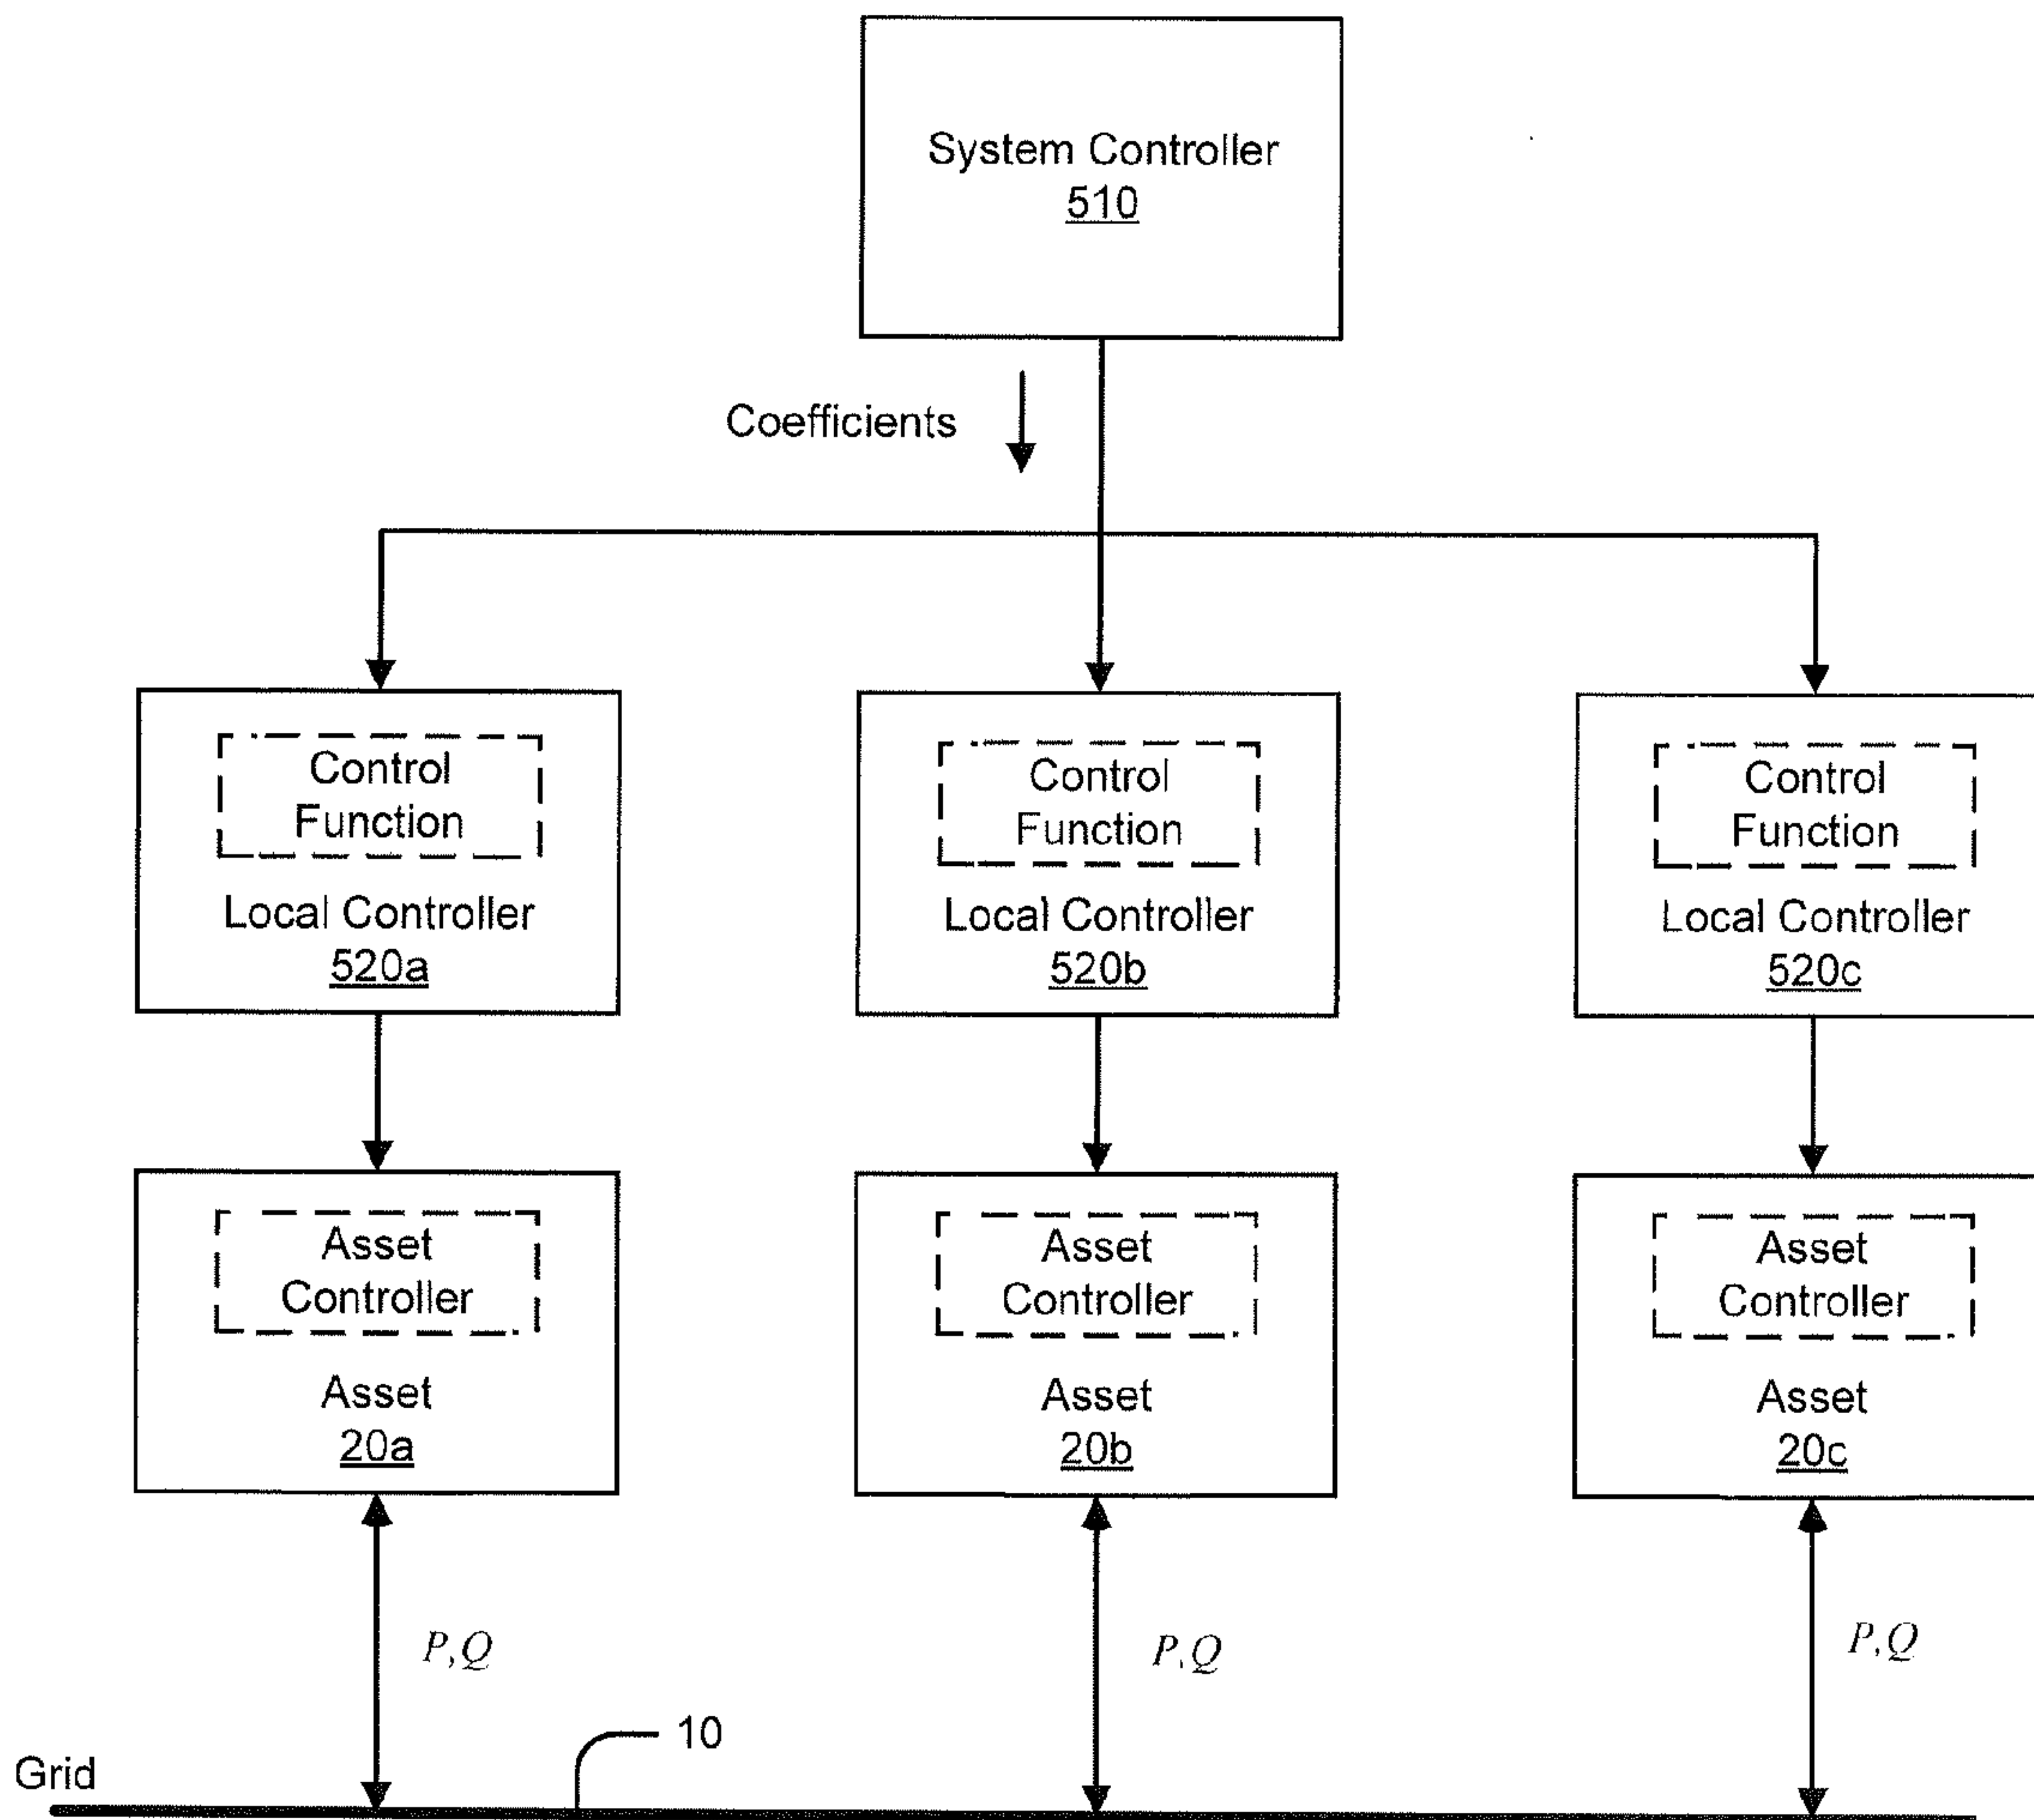 System Controller
510
Coefficients
Control
Function
Local Controller
520a
Control
Function
Local Controller
520b
Control
Function
Local Controller
520c
Asset
Controller
Asset
20a
Asset
Controller
Asset
20b
Asset
Controller
Asset
20c
P,Q
P,Q
P,Q
10
Grid